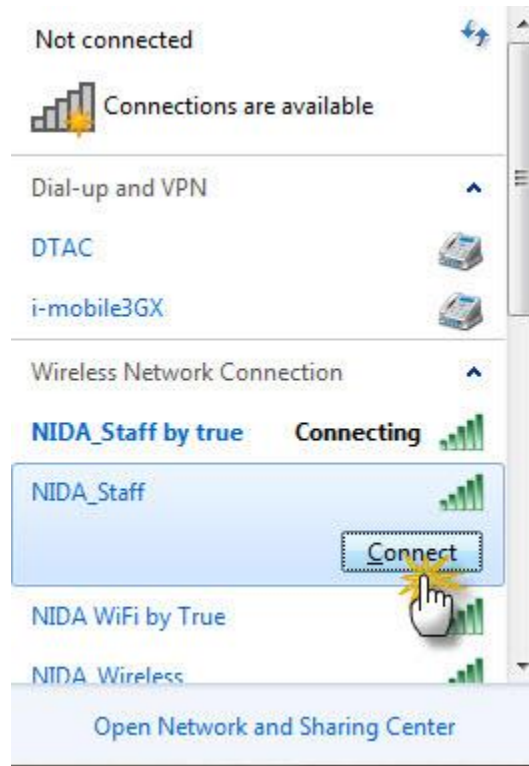 Not connected
Connections are available
Dial-up and VPN
DTAC
i-mobile3GX
Wireless Network Connection
NIDA_Staff by true Connecting
NIDA_Staff
Connect
NIDA WiFi by True
NIDA_Wireless
Open Network and Sharing Center